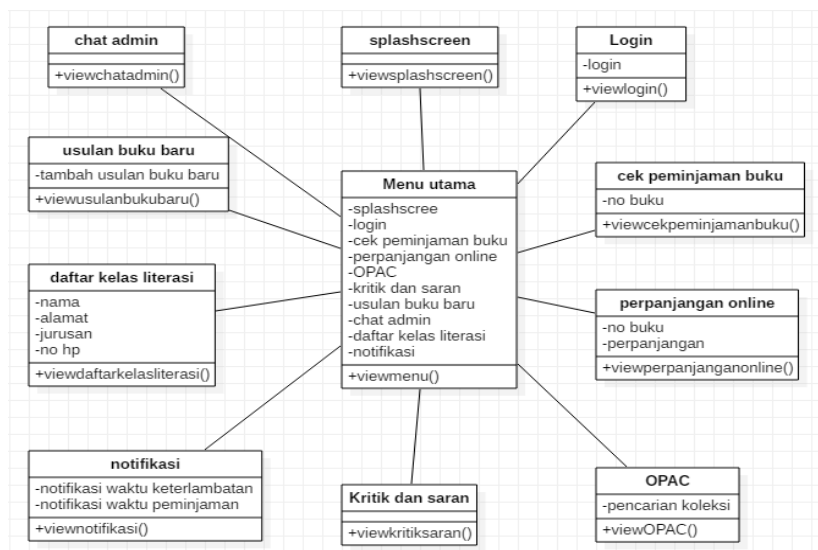 chat admin
+viewchatadmin()
splashscreen
+viewsplashscreen()
Login
-login
+viewlogin()
usulan buku baru
-tambah usulan buku baru
+viewusulanbukubaru()
Menu utama
-splashscree
-login
-cek peminjaman buku
-perpanjangan online
-OPAC
-kritik dan saran
-usulan buku baru
-chat admin
-daftar kelas literasi
-notifikasi
+viewmenu()
cek peminjaman buku
-no buku
+viewcekpeminjamanbuku()
daftar kelas literasi
-nama
-alamat
-jurusan
-no hp
+viewdaftarkelasliterasi()
perpanjangan online
-no buku
-perpanjangan
+viewperpanjanganonline()
notifikasi
-notifikasi waktu keterlambatan
-notifikasi waktu peminjaman
+viewnotifikasi()
Kritik dan saran
+viewkritiksaran()
OPAC
-pencarian koleksi
+viewOPAC()